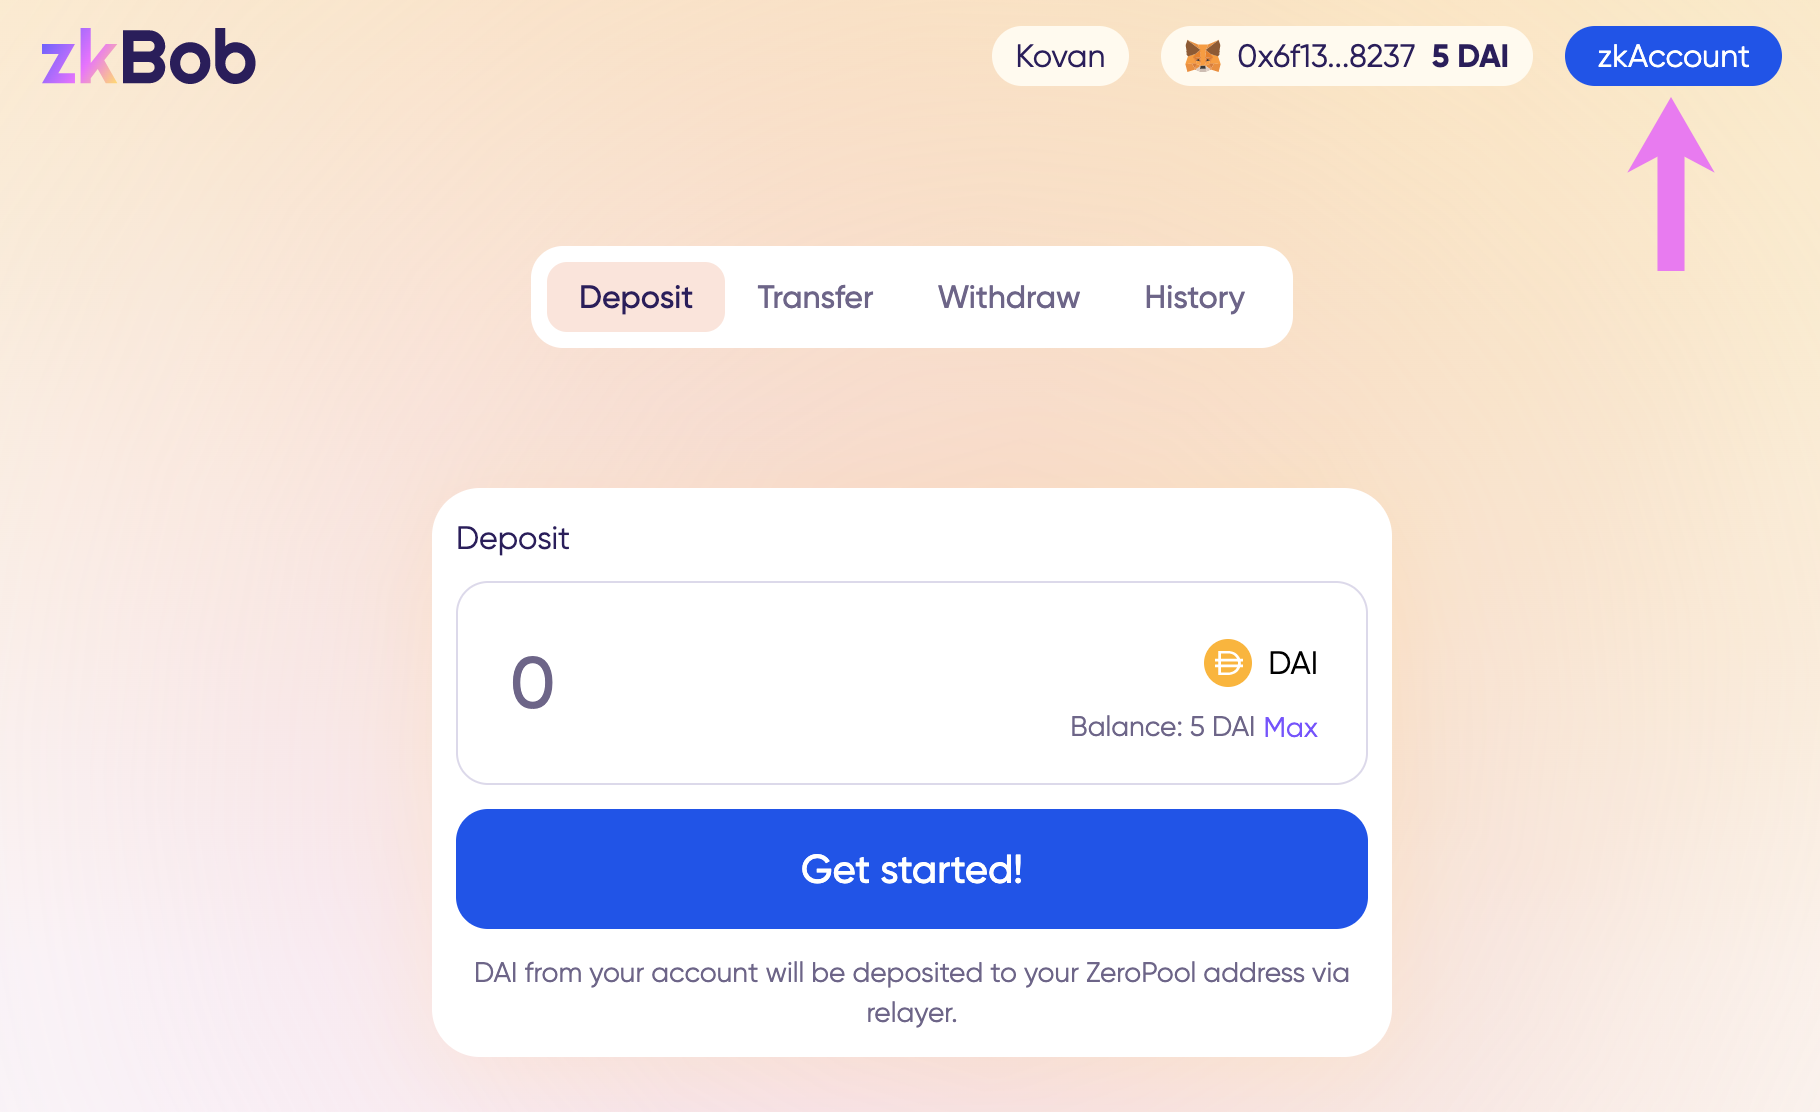 zkBob
Kovan
0x6f13...8237 5 DAI
zkAccount
Deposit Transfer Withdraw History
Deposit
0
DAI
Balance: 5 DAI Max
Get started!
DAI from your account will be deposited to your ZeroPool address via
relayer.